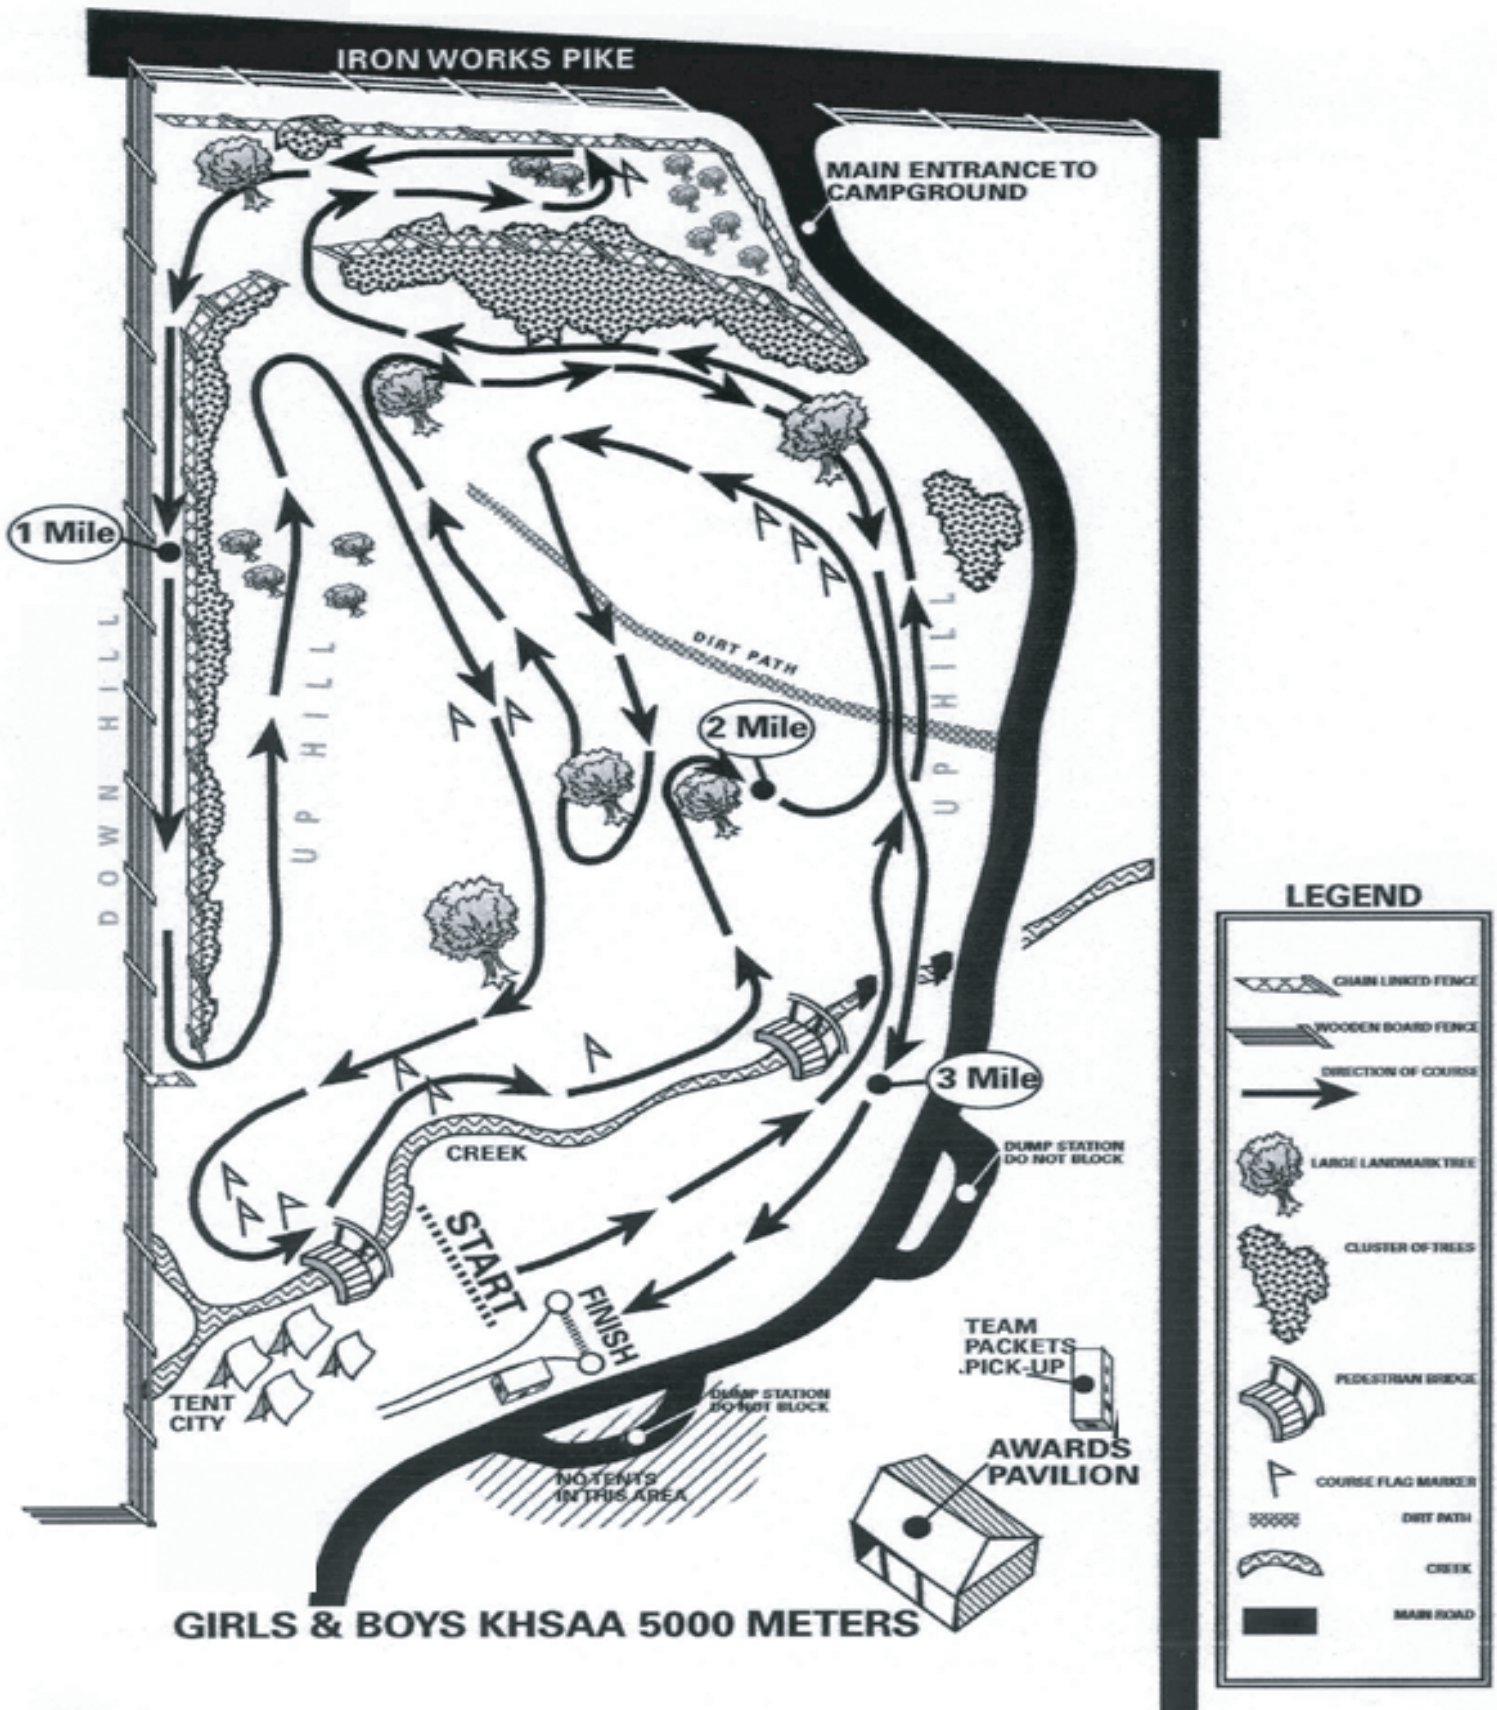 IRON WORKS PIKE
MAIN ENTRANCE TO
CAMPGROUND
1 Mile
DOWN HILL
UP HILL
DIRT PATH
2 Mile
UP HILL
3 Mile
CREEK
DUMP STATION
DO NOT BLOCK
START
FINISH
TENT
CITY
DUMP STATION
DO NOT BLOCK
NO TENTS
IN THIS AREA
TEAM
PACKETS
PICK-UP
AWARDS
PAVILION
GIRLS & BOYS KHSAA 5000 METERS
LEGEND
CHAIN LINKED FENCE
WOODEN BOARD FENCE
DIRECTION OF COURSE
LARGE LANDMARK TREE
CLUSTER OF TREES
PEDESTRIAN BRIDGE
COURSE FLAG MARKER
DIRT PATH
CREEK
MAIN ROAD